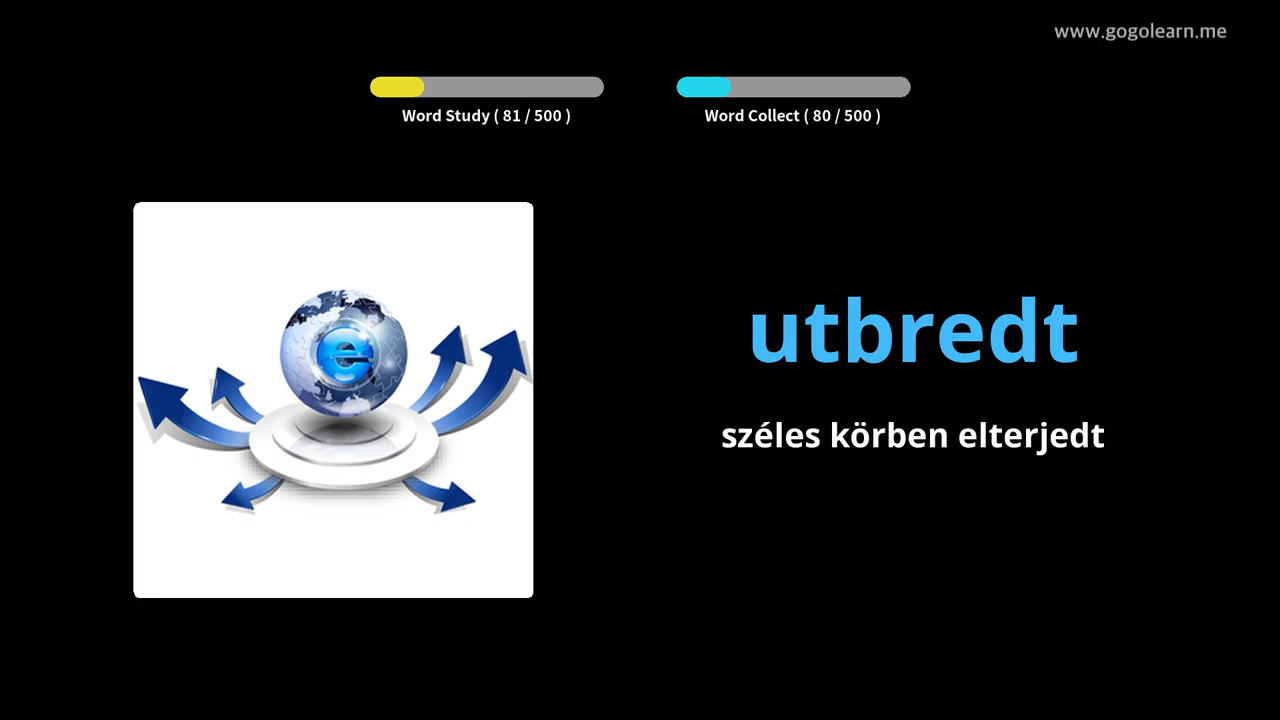 www.gogolearn.me
Word Study ( 81 / 500 )
Word Collect ( 80 / 500 )
e
utbredt
széles körben elterjedt